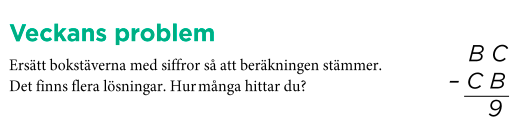 Veckans problem
Ersätt bokstäverna med siffror så att beräkningen stämmer.
Det finns flera lösningar. Hur många hittar du?
B C
– C B
9